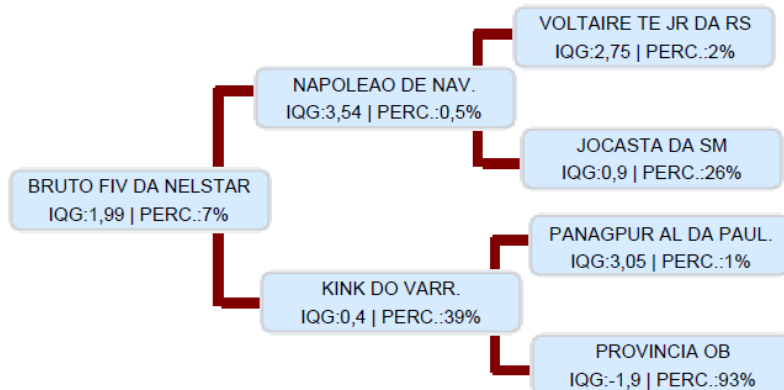 VOLTAIRE TE JR DA RS
IQG:2,75 | PERC.:2%
NAPOLEAO DE NAV.
IQG:3,54 | PERC.:0,5%
JOCASTA DA SM
IQG:0,9 | PERC.:26%
BRUTO FIV DA NELSTAR
IQG:1,99 | PERC.:7%
PANAGPUR AL DA PAUL.
IQG:3,05 | PERC.:1%
KINK DO VARR.
IQG:0,4 | PERC.:39%
PROVINCIA OB
IQG:-1,9 | PERC.:93%